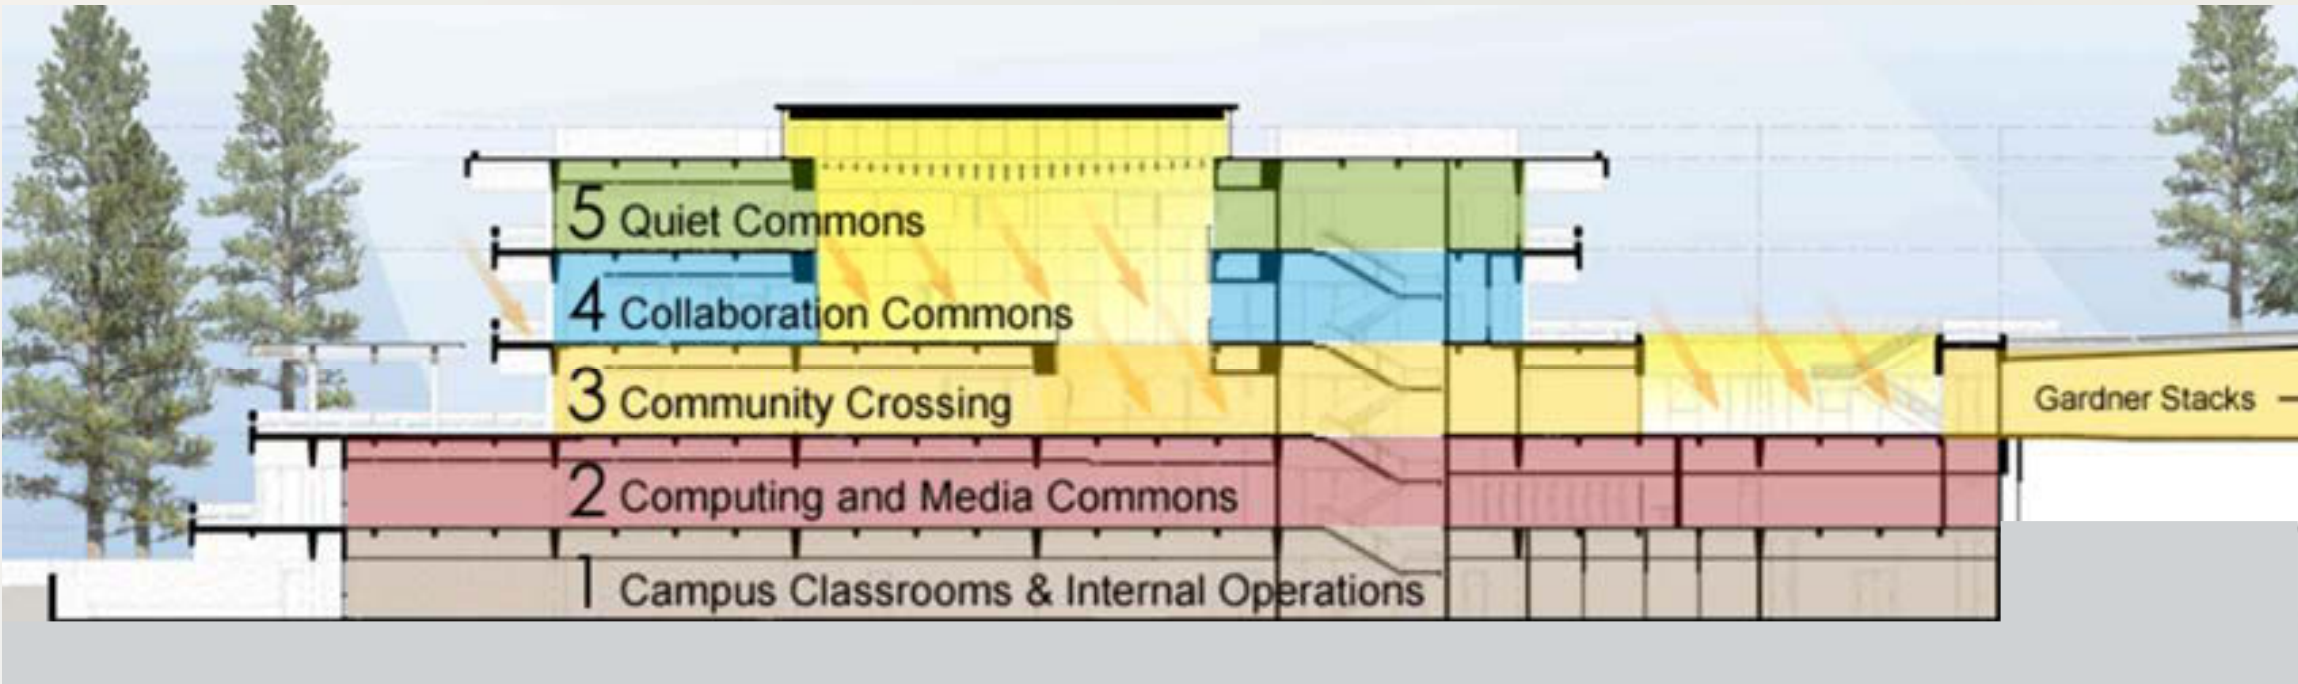 5 Quiet Commons
4 Collaboration Commons
3 Community Crossing
Gardner Stacks
2 Computing and Media Commons
1 Campus Classrooms & Internal Operations